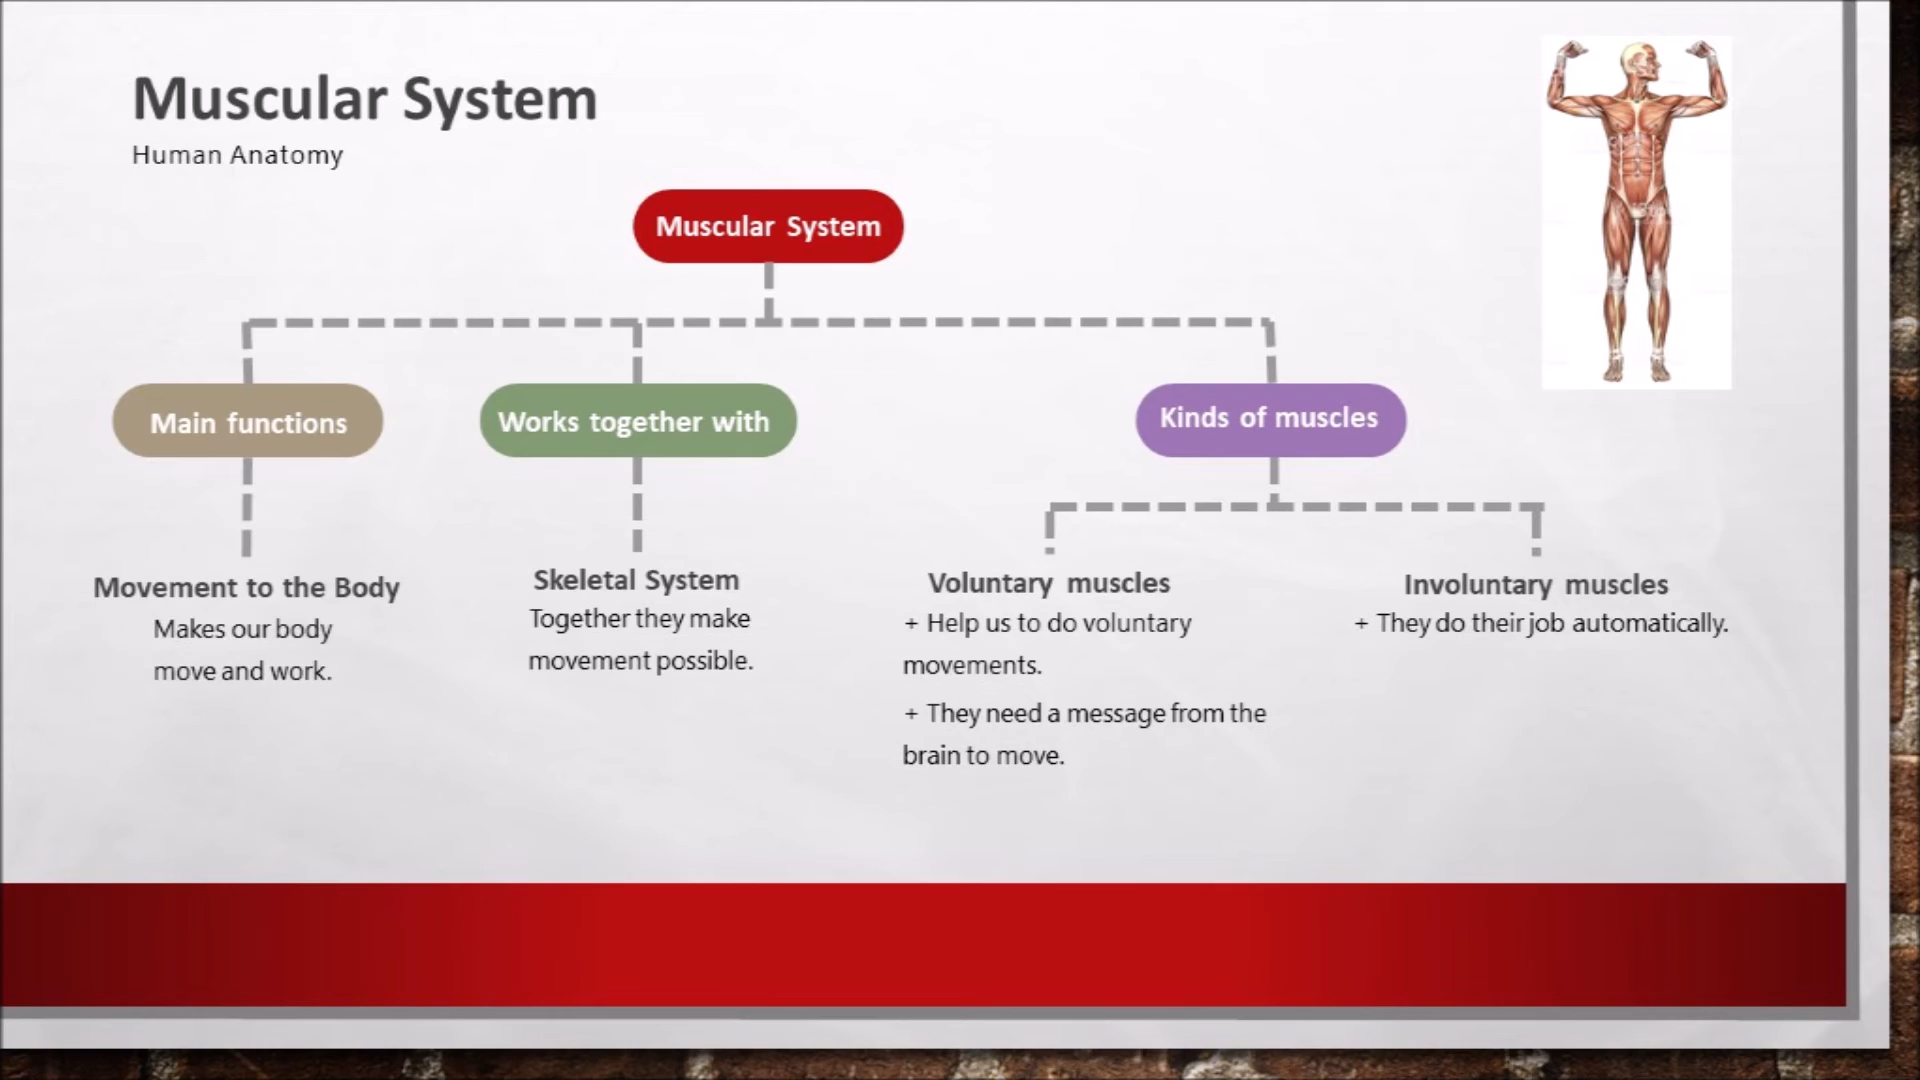 Muscular System
Human Anatomy
Muscular System
Main functions
Works together with
Kinds of muscles
Movement to the Body
Makes our body
move and work.
Skeletal System
Together they make
movement possible.
Voluntary muscles
+ Help us to do voluntary
movements.
+ They need a message from the
brain to move.
Involuntary muscles
+ They do their job automatically.